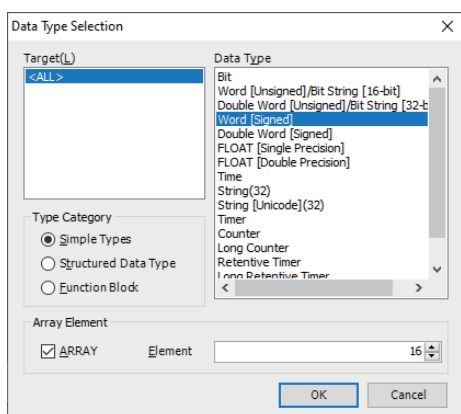 Data Type Selection
Target(L)
<ALL>
Data Type
Bit
Word [Unsigned]/Bit String [16-bit]
Double Word [Unsigned]/Bit String [32-b
Word [Signed]
Double Word [Signed]
FLOAT [Single Precision]
FLOAT [Double Precision]
Time
String(32)
String [Unicode](32)
Timer
Counter
Long Counter
Retentive Timer
Long Retentive Timer
Type Category
Simple Types
Structured Data Type
Function Block
Array Element
ARRAY Element 16
OK Cancel